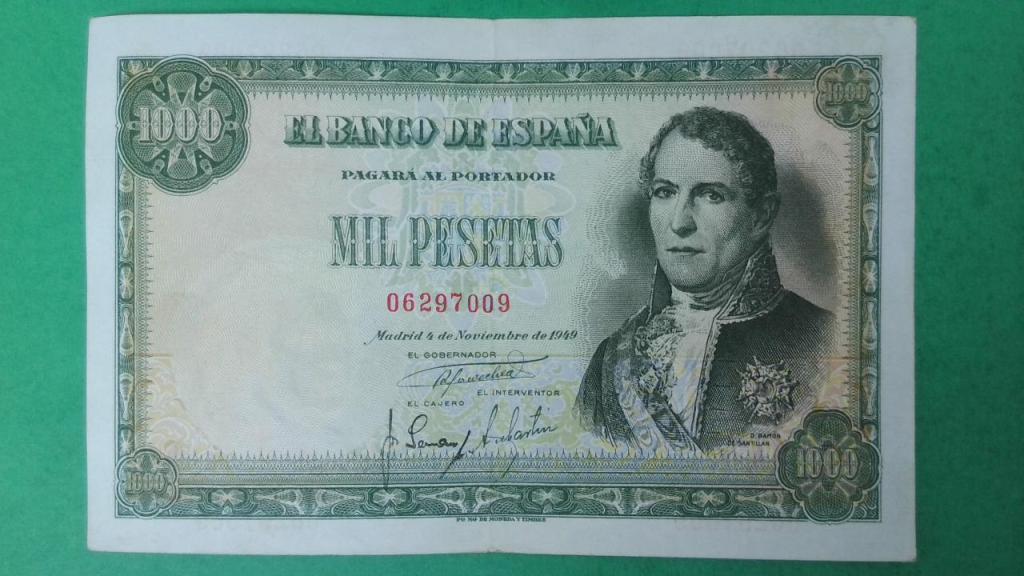 1000
1000
EL BANCO DE ESPAÑA
PAGARÁ AL PORTADOR
MIL PESETAS
06297009
Madrid 4 de Noviembre de 1949
EL GOBERNADOR
EL INTERVENTOR
EL CAJERO
D. RAMÓN
DE SANTILLAN
1000
1000